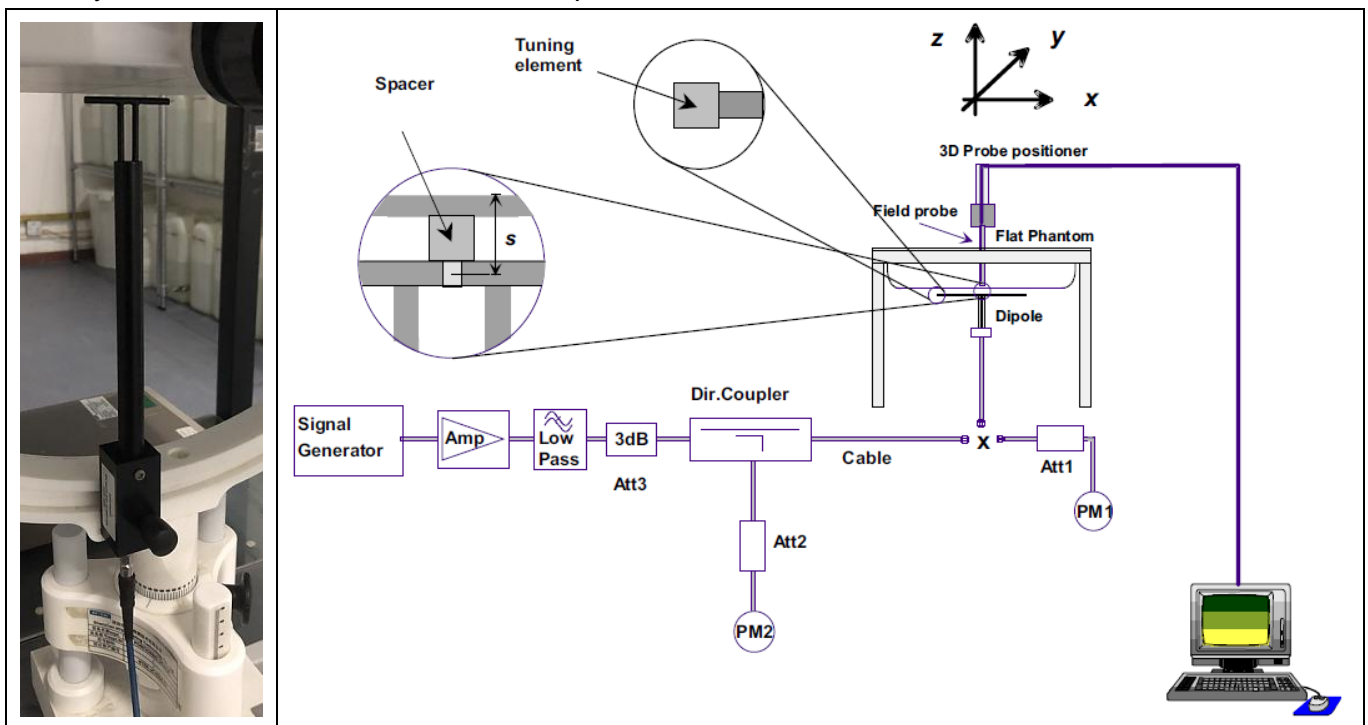 Tuning
element
Spacer
s
z
y
x
3D Probe positioner
Field probe
Flat Phantom
Dipole
Dir.Coupler
Signal
Generator
Amp
Low
Pass
3dB
Att3
Cable
x
Att1
PM1
Att2
PM2